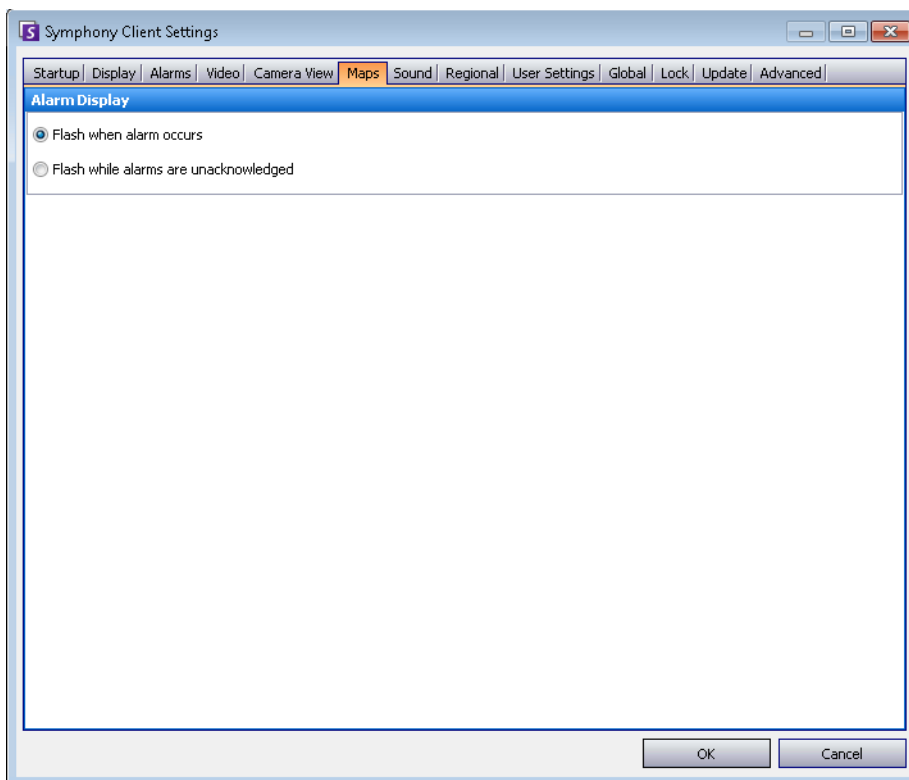 S Symphony Client Settings
Startup Display Alarms Video Camera View Maps Sound Regional User Settings Global Lock Update Advanced
Alarm Display
Flash when alarm occurs
Flash while alarms are unacknowledged
OK Cancel